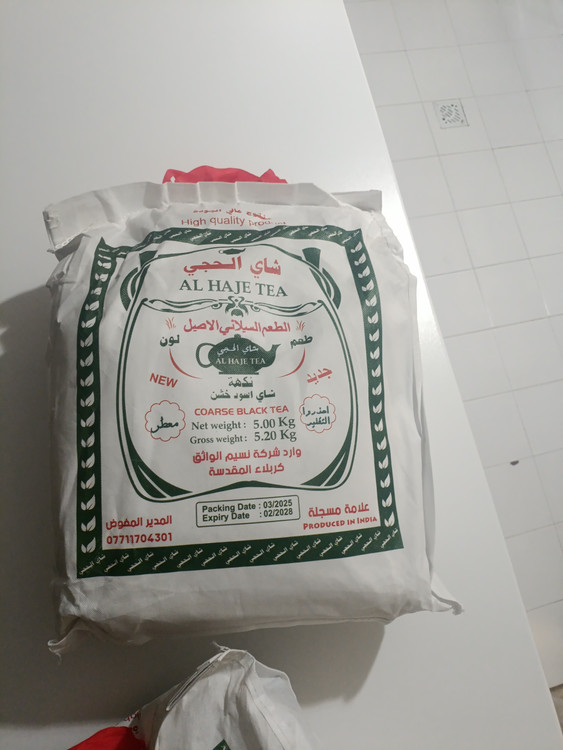 High quality
شاي الحجي
AL HAJE TEA
الطعم السيلاني الاصيل
لون
طعم
شاي الحجي
AL HAJE TEA
NEW
جديد
نكهة
شاي اسود خشن
COARSE BLACK TEA
معطر
احذروا
التقليد
Net weight : 5.00 Kg
Gross weight : 5.20 Kg
وارد شركة نسيم الواثق
كربلاء المقدسة
Packing Date : 03/2025
Expiry Date : 02/2028
المدير المفوض
07711704301
علامة مسجلة
PRODUCED IN INDIA